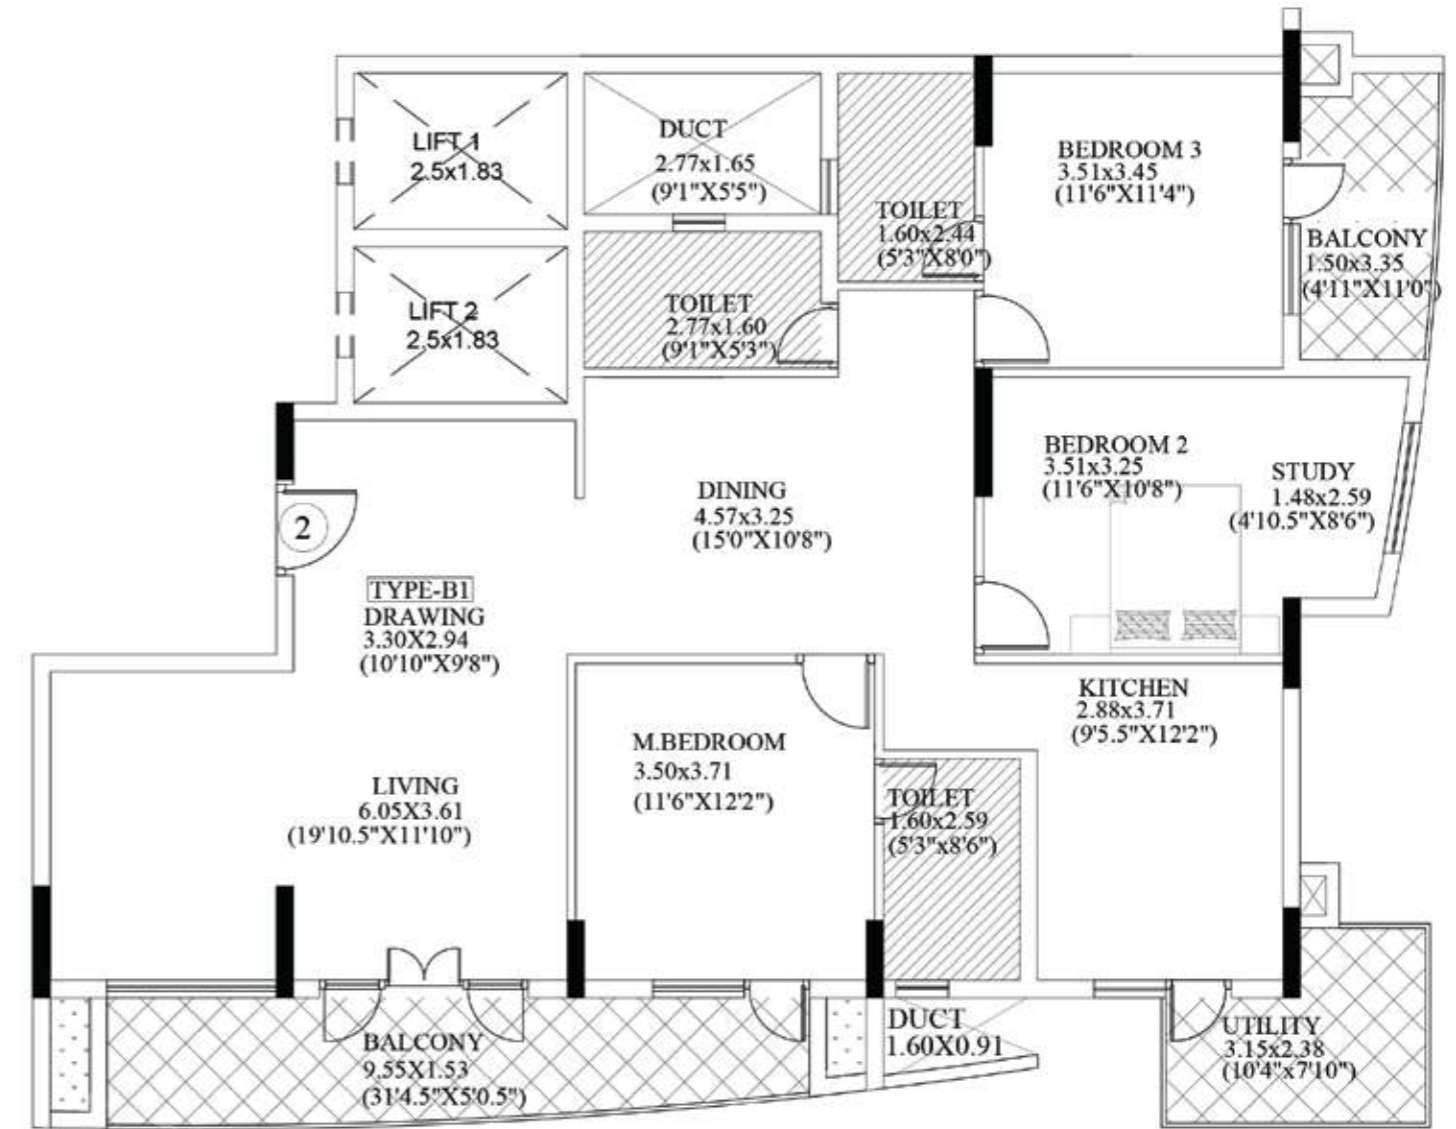 LIFT 1
2.5x1.83
DUCT
2.77x1.65
(9'1"X5'5")
TOILET
1.60x2.44
(5'3"X8'0")
BEDROOM 3
3.51x3.45
(11'6"X11'4")
BALCONY
1.50x3.35
(4'11"X11'0")
LIFT 2
2.5x1.83
TOILET
2.77x1.60
(9'1"X5'3")
DINING
4.57x3.25
(15'0"X10'8")
BEDROOM 2
3.51x3.25
(11'6"X10'8")
STUDY
1.48x2.59
(4'10.5"X8'6")
2
TYPE-B1
DRAWING
3.30X2.94
(10'10"X9'8")
LIVING
6.05X3.61
(19'10.5"X11'10")
M.BEDROOM
3.50x3.71
(11'6"X12'2")
KITCHEN
2.88x3.71
(9'5.5"X12'2")
TOILET
1.60x2.59
(5'3"x8'6")
BALCONY
9.55X1.53
(31'4.5"X5'0.5")
DUCT
1.60X0.91
UTILITY
3.15x2.38
(10'4"x7'10")